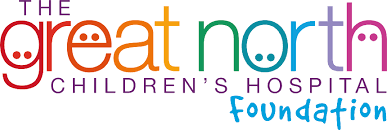 THE
great north
CHILDREN'S HOSPITAL
Foundation